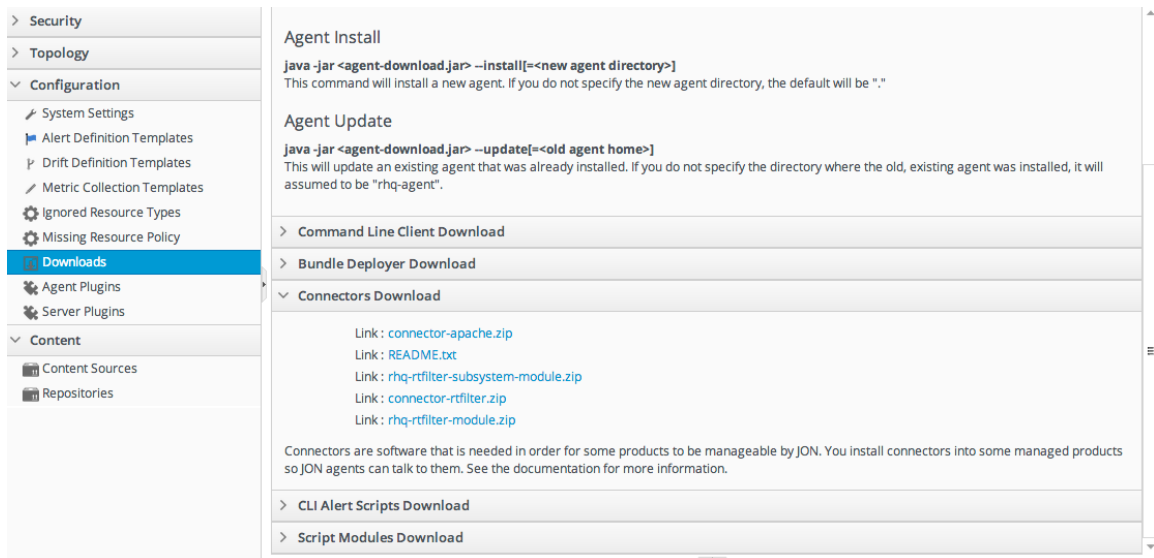 Security
Topology
Configuration
System Settings
Alert Definition Templates
Drift Definition Templates
Metric Collection Templates
Ignored Resource Types
Missing Resource Policy
Downloads
Agent Plugins
Server Plugins
Content
Content Sources
Repositories
Agent Install
java -jar <agent-download.jar> --install[=<new agent directory>]
This command will install a new agent. If you do not specify the new agent directory, the default will be "."
Agent Update
java -jar <agent-download.jar> --update[=<old agent home>]
This will update an existing agent that was already installed. If you do not specify the directory where the old, existing agent was installed, it will
assumed to be "rhq-agent".
Command Line Client Download
Bundle Deployer Download
Connectors Download
Link : connector-apache.zip
Link : README.txt
Link : rhq-rtfilter-subsystem-module.zip
Link : connector-rtfilter.zip
Link : rhq-rtfilter-module.zip
Connectors are software that is needed in order for some products to be manageable by JON. You install connectors into some managed products
so JON agents can talk to them. See the documentation for more information.
CLI Alert Scripts Download
Script Modules Download